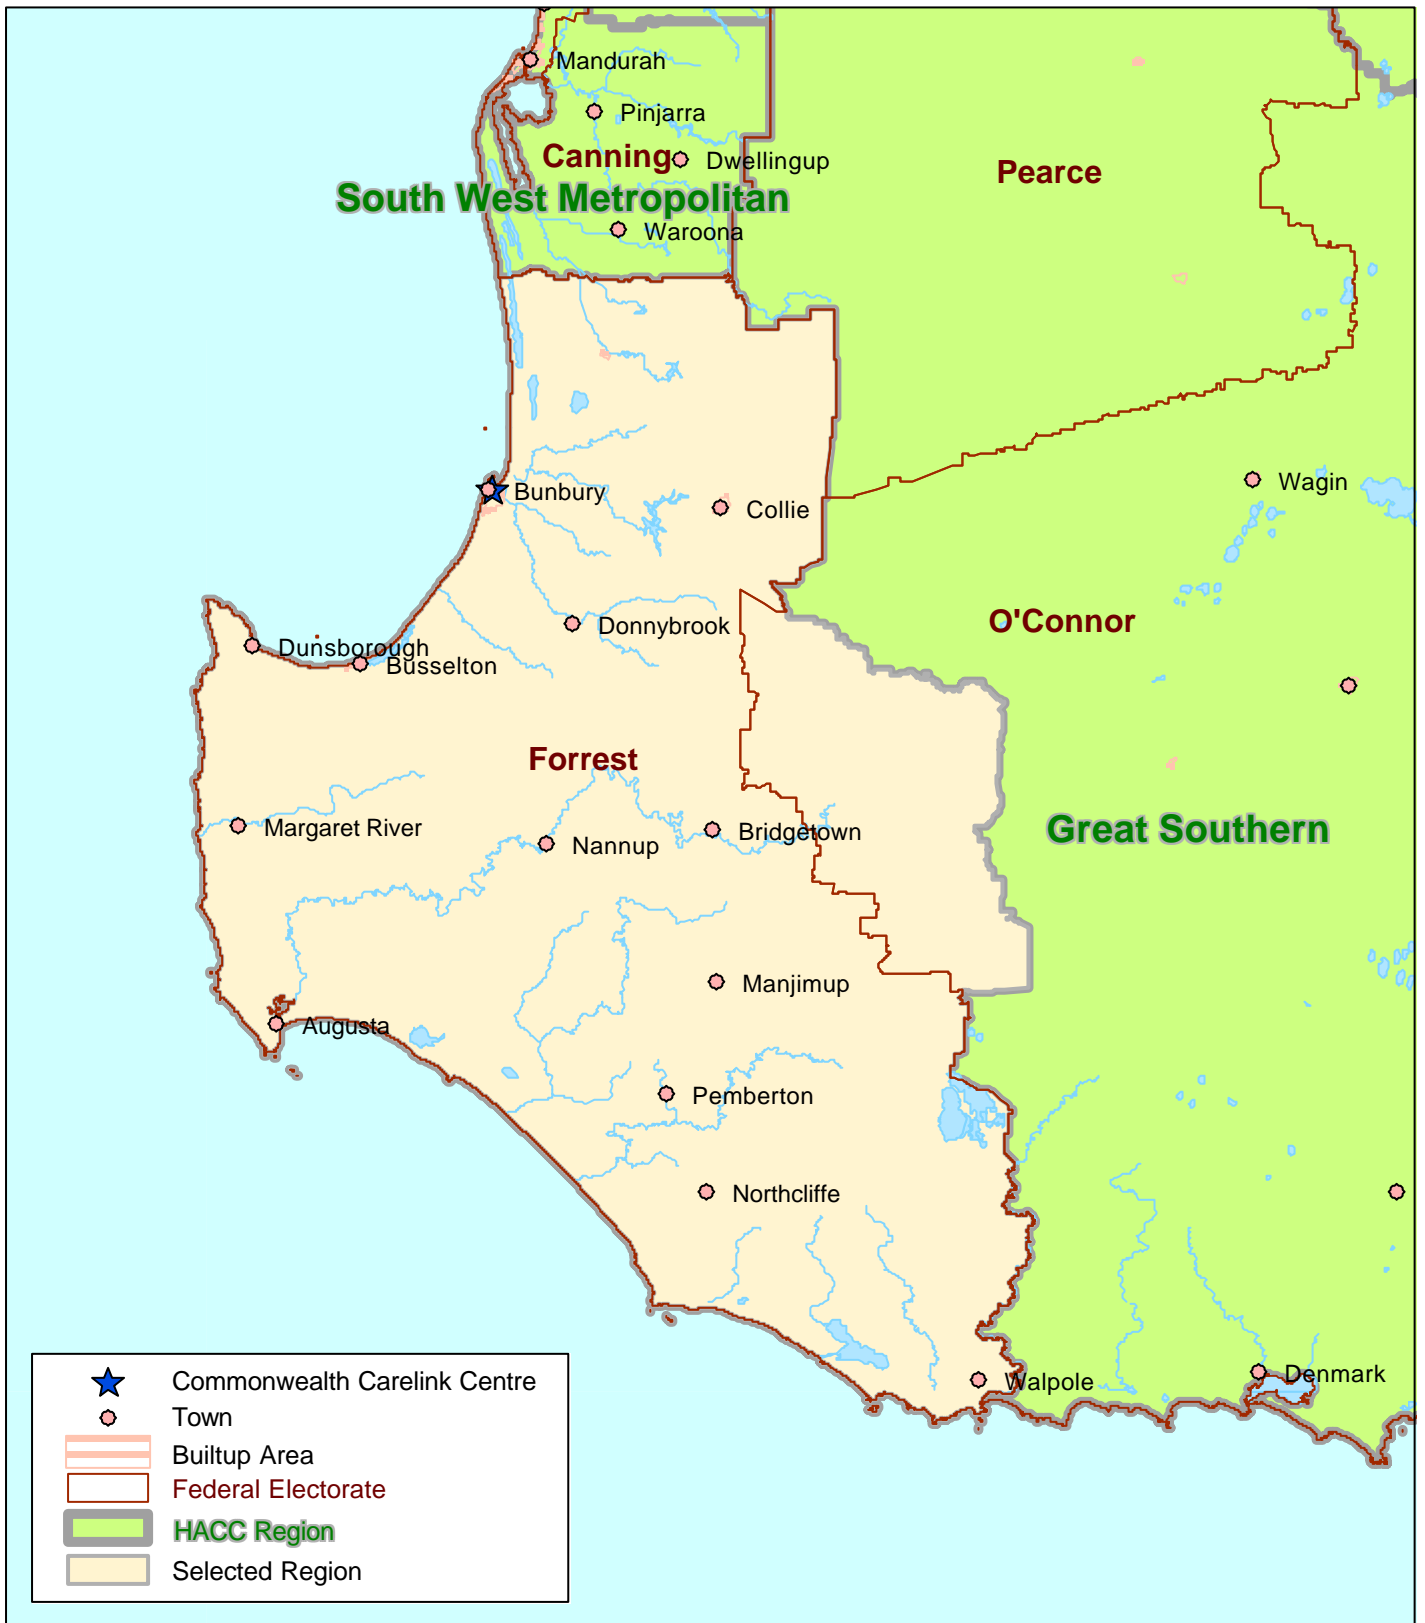 Mandurah
Pinjarra
Canning
Dwellingup
Pearce
South West Metropolitan
Waroona
Wagin
Bunbury
Collie
O'Connor
Donnybrook
Dunsborough
Busselton
Forrest
Margaret River
Bridgetown
Great Southern
Nannup
Manjimup
Augusta
Pemberton
Northcliffe
Walpole
Denmark
Commonwealth Carelink Centre
Town
Builtup Area
Federal Electorate
HACC Region
Selected Region